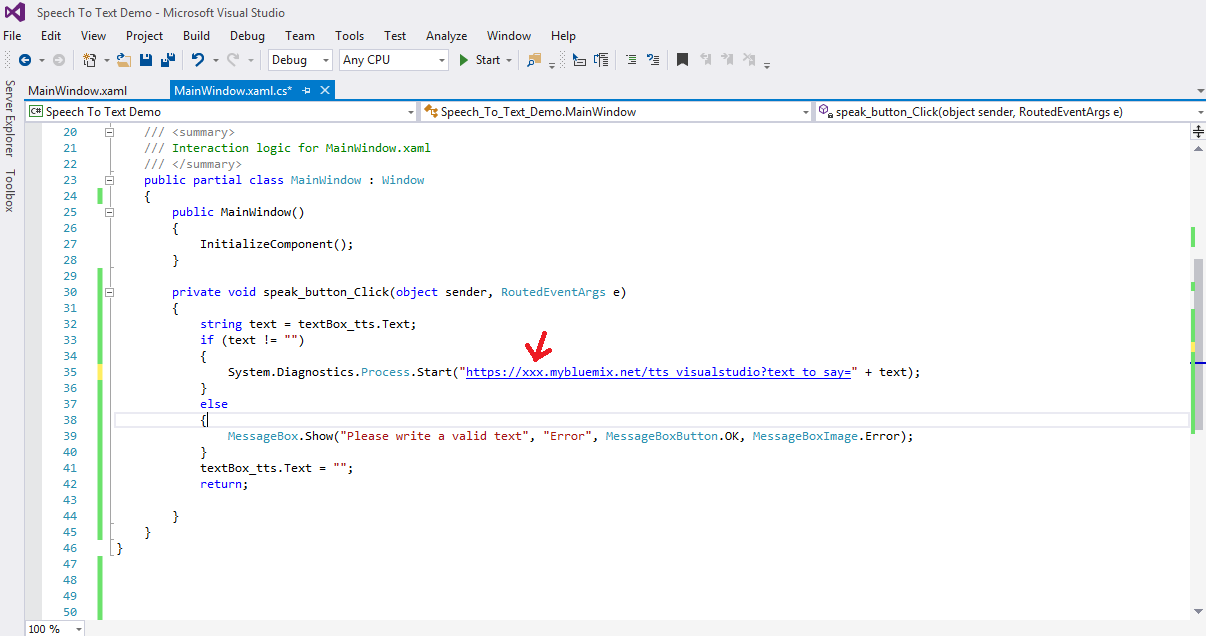 Speech To Text Demo - Microsoft Visual Studio
File Edit View Project Build Debug Team Tools Test Analyze Window Help
Debug Any CPU Start
Server Explorer
Toolbox
MainWindow.xaml MainWindow.xaml.cs*
C# Speech To Text Demo Speech_To_Text_Demo.MainWindow speak_button_Click(object sender, RoutedEventArgs e)
20 /// <summary>
21 /// Interaction logic for MainWindow.xaml
22 /// </summary>
23 public partial class MainWindow : Window
24 {
25 public MainWindow()
26 {
27 InitializeComponent();
28 }
29
30 private void speak_button_Click(object sender, RoutedEventArgs e)
31 {
32 string text = textBox_tts.Text;
33 if (text != "")
34 {
35 System.Diagnostics.Process.Start("https://xxx.mybluemix.net/tts_visualstudio?text_to_say=" + text);
36 }
37 else
38 {
39 MessageBox.Show("Please write a valid text", "Error", MessageBoxButton.OK, MessageBoxImage.Error);
40 }
41 textBox_tts.Text = "";
42 return;
43
44 }
45 }
46 }
47
48
49
50
100 %